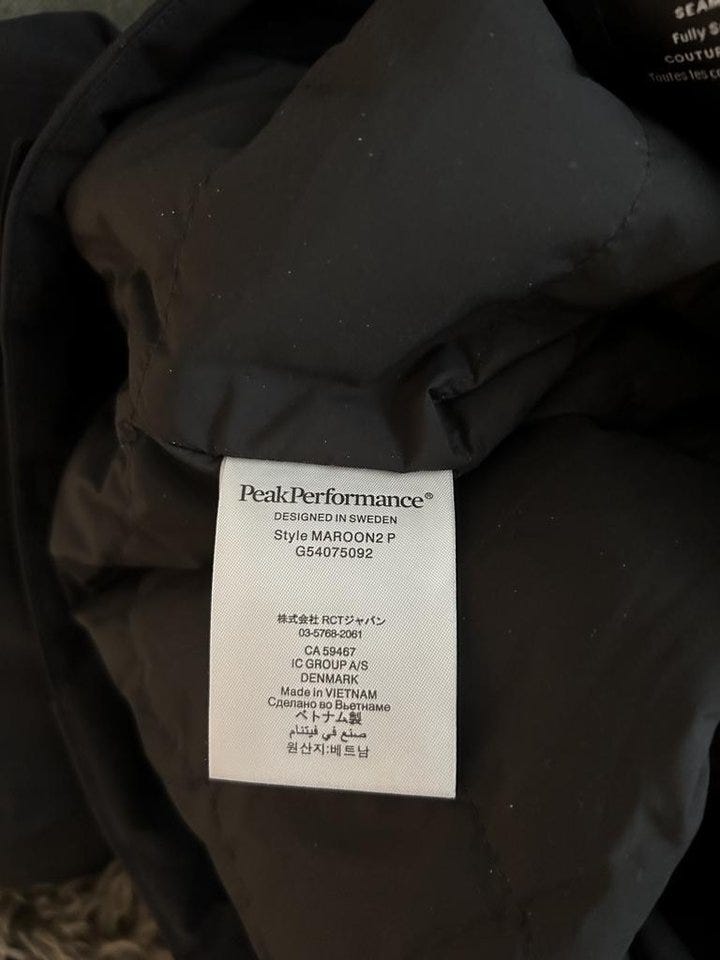 SEAM
Fully S
COUTUR
Toutes les co
PeakPerformance®
DESIGNED IN SWEDEN
Style MAROON2 P
G54075092
株式会社 RCTジャパン
03-5768-2061
CA 59467
IC GROUP A/S
DENMARK
Made in VIETNAM
Сделано во Вьетнаме
ベトナム製
صنع في فيتنام
원산지:베트남